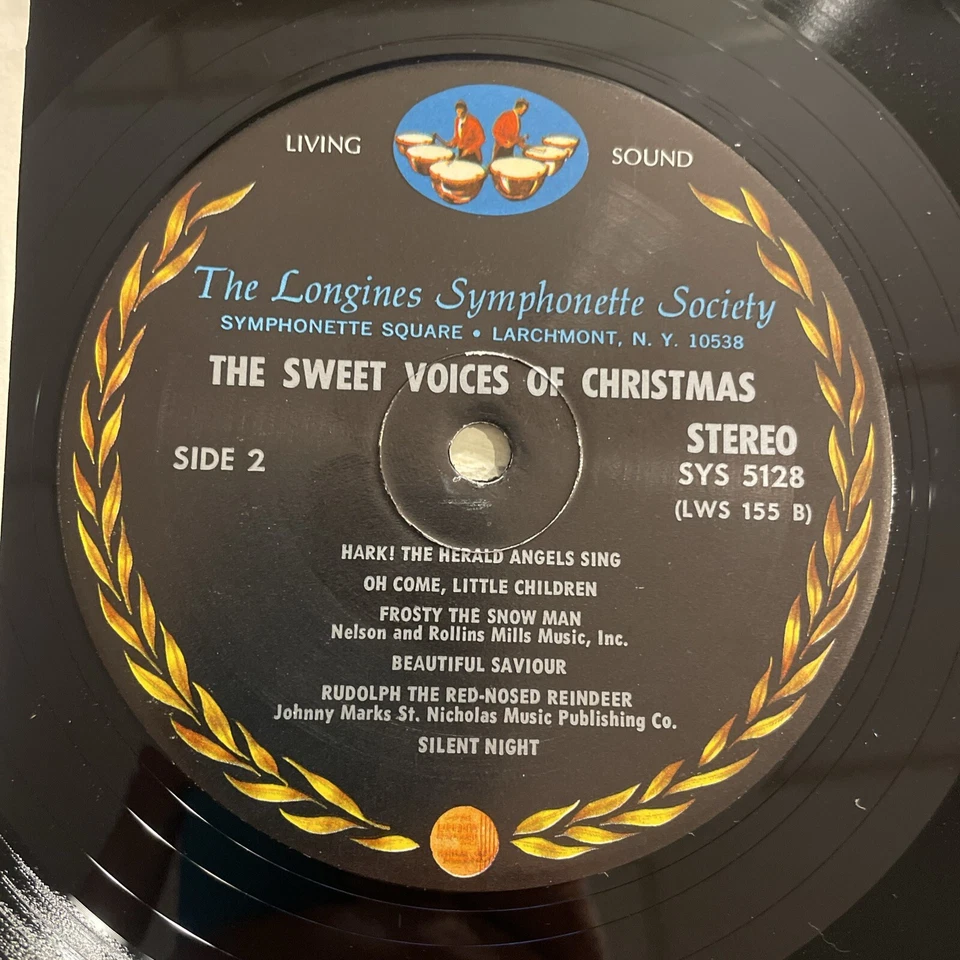 LIVING SOUND
The Longines Symphonette Society
SYMPHONETTE SQUARE • LARCHMONT, N. Y. 10538
THE SWEET VOICES OF CHRISTMAS
SIDE 2
STEREO
SYS 5128
(LWS 155 B)
HARK! THE HERALD ANGELS SING
OH COME, LITTLE CHILDREN
FROSTY THE SNOW MAN
Nelson and Rollins Mills Music, Inc.
BEAUTIFUL SAVIOUR
RUDOLPH THE RED-NOSED REINDEER
Johnny Marks St. Nicholas Music Publishing Co.
SILENT NIGHT